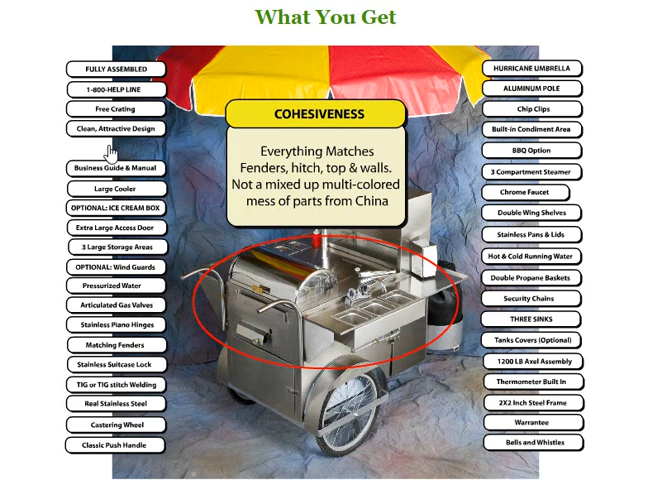 What You Get
FULLY ASSEMBLED
1-800-HELP LINE
Free Crating
Clean, Attractive Design
Business Guide & Manual
Large Cooler
OPTIONAL: ICE CREAM BOX
Extra Large Access Door
3 Large Storage Areas
OPTIONAL: Wind Guards
Pressurized Water
Articulated Gas Valves
Stainless Piano Hinges
Matching Fenders
Stainless Suitcase Lock
TIG or TIG stitch Welding
Real Stainless Steel
Castering Wheel
Classic Push Handle
COHESIVENESS
Everything Matches
Fenders, hitch, top & walls.
Not a mixed up multi-colored
mess of parts from China
HURRICANE UMBRELLA
ALUMINUM POLE
Chip Clips
Built-in Condiment Area
BBQ Option
3 Compartment Steamer
Chrome Faucet
Double Wing Shelves
Stainless Pans & Lids
Hot & Cold Running Water
Double Propane Baskets
Security Chains
THREE SINKS
Tanks Covers (Optional)
1200 LB Axel Assembly
Thermometer Built In
2X2 Inch Steel Frame
Warrantee
Bells and Whistles